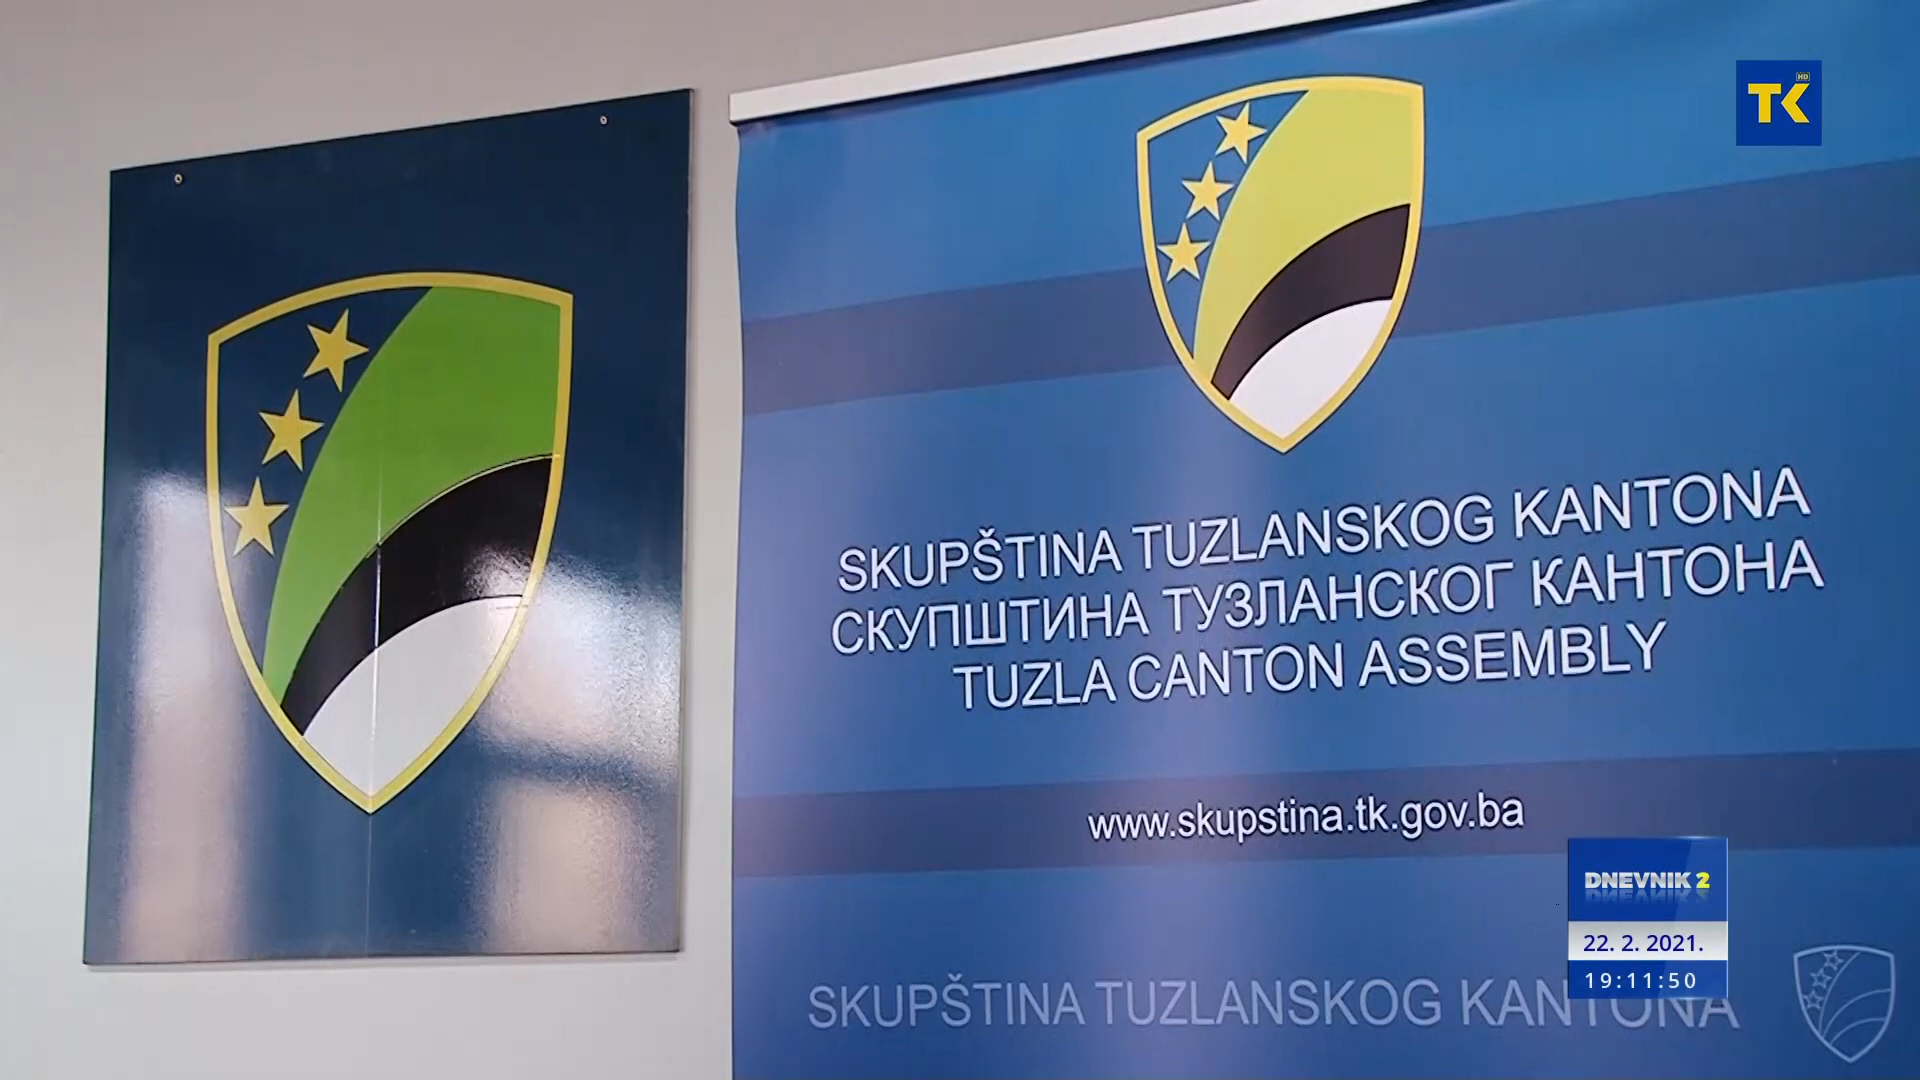 TK HD
SKUPŠTINA TUZLANSKOG KANTONA
СКУПШТИНА ТУЗЛАНСКОГ КАНТОНА
TUZLA CANTON ASSEMBLY
www.skupstina.tk.gov.ba
DNEVNIK 2
22. 2. 2021.
19:11:50
SKUPŠTINA TUZLANSKOG KANTONA